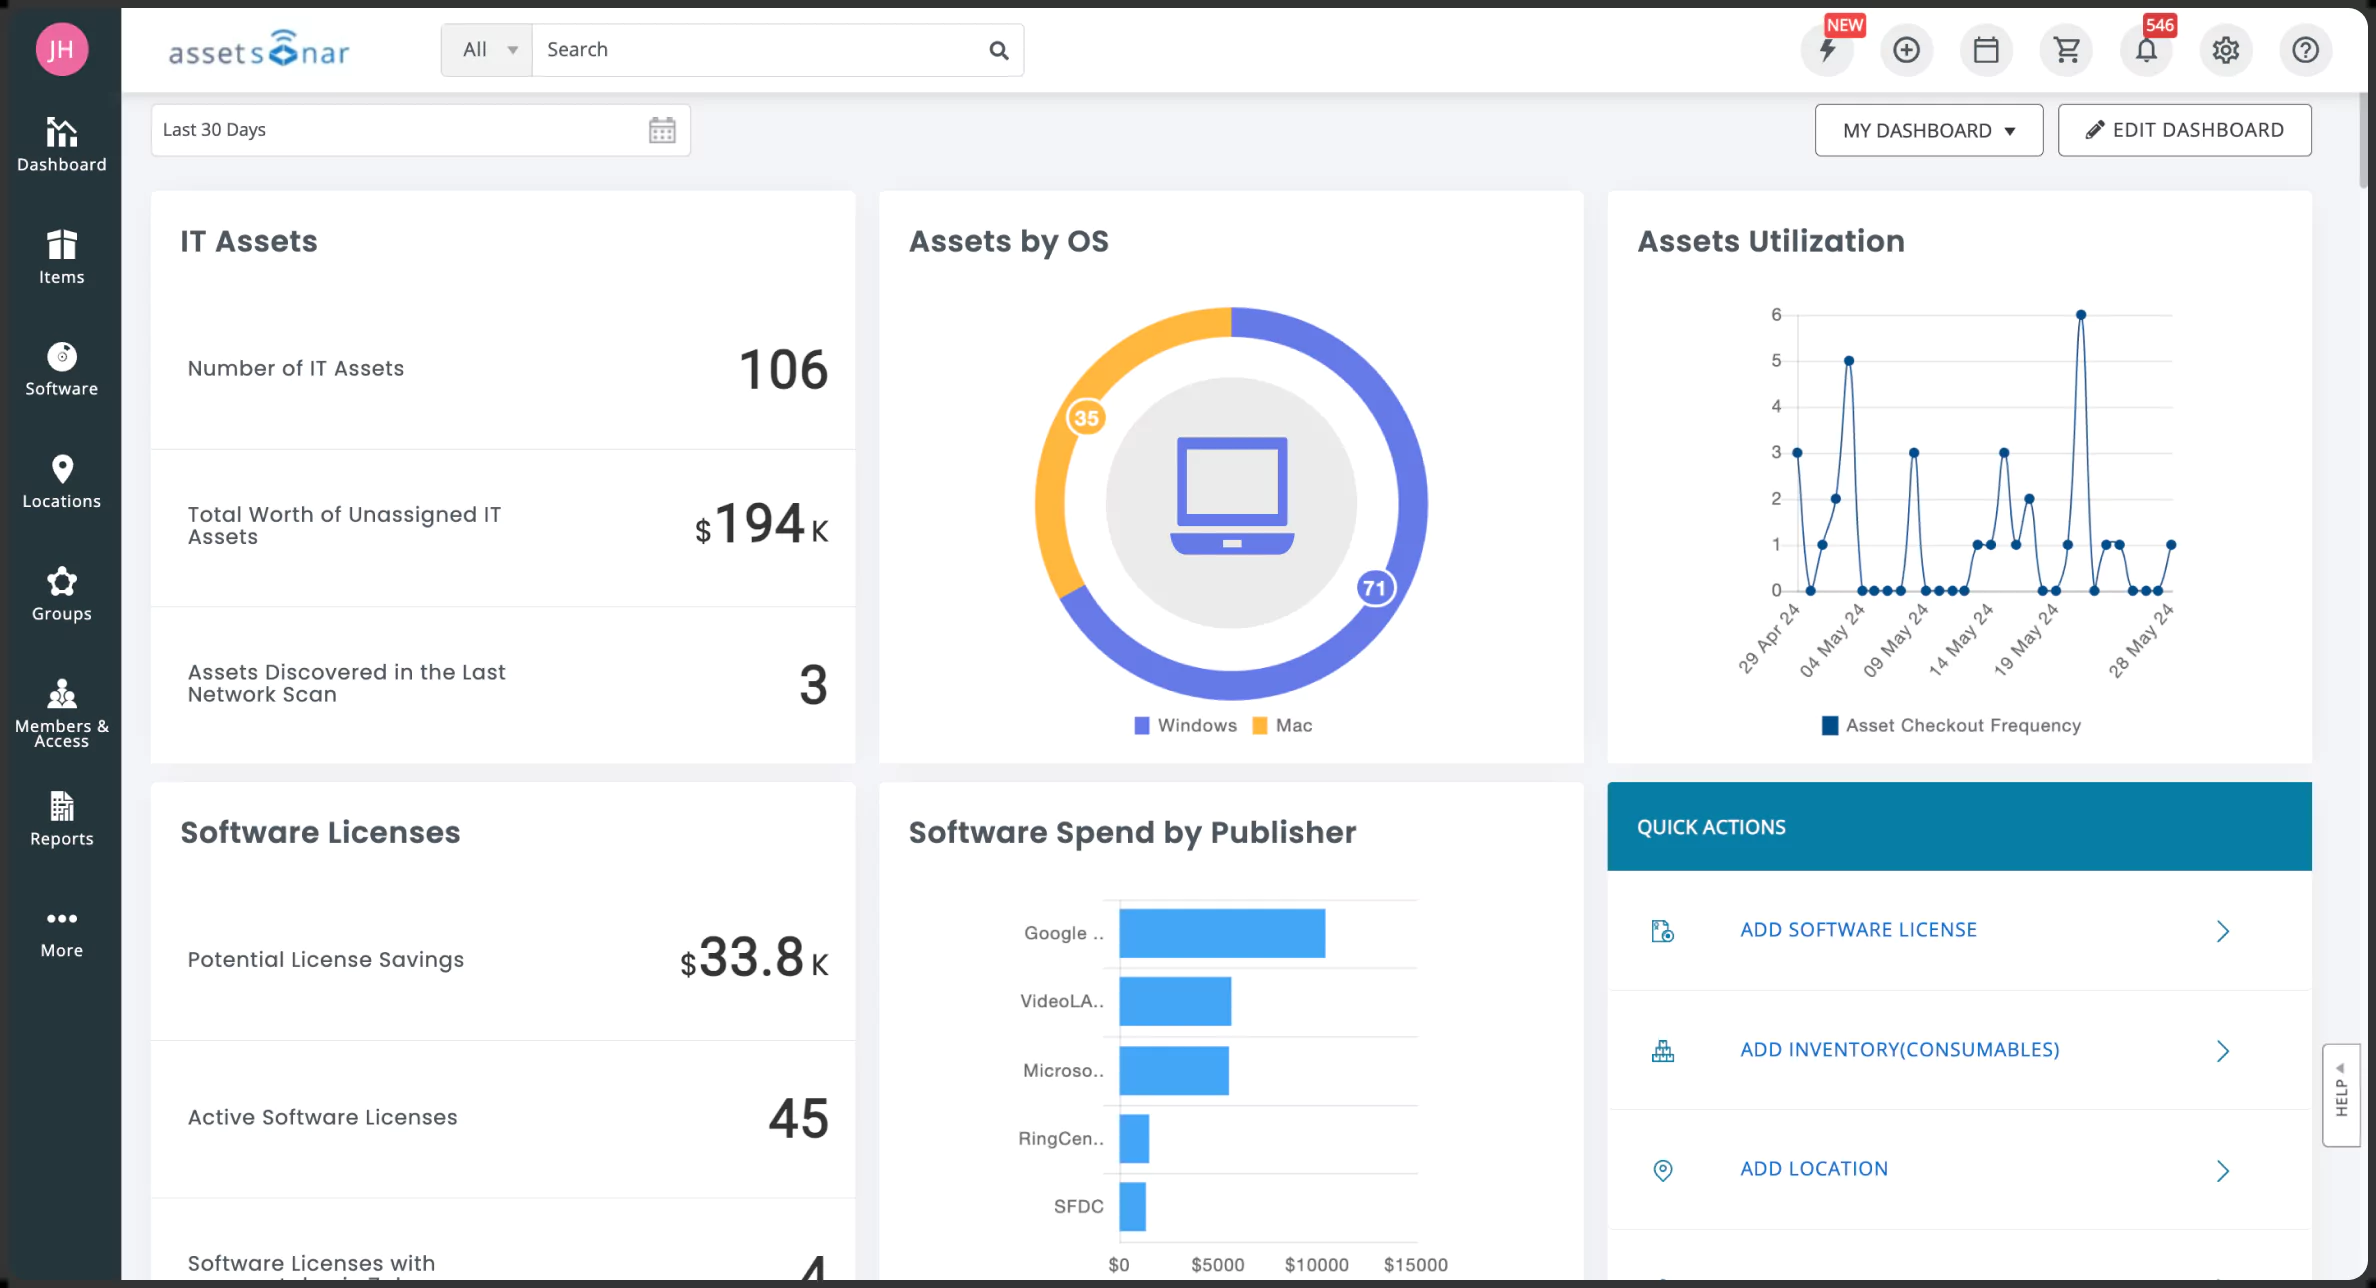 JH
assetsonar
All
Search
NEW
546
Dashboard
Items
Software
Locations
Groups
Members &
Access
Reports
More
Last 30 Days
MY DASHBOARD
EDIT DASHBOARD
IT Assets
Number of IT Assets
106
Total Worth of Unassigned IT
Assets
$194 K
Assets Discovered in the Last
Network Scan
3
Assets by OS
35
71
Windows
Mac
Assets Utilization
6
5
4
3
2
1
0
29 Apr 24
04 May 24
09 May 24
14 May 24
19 May 24
28 May 24
Asset Checkout Frequency
Software Licenses
Potential License Savings
$33.8 K
Active Software Licenses
45
Software Licenses with
4
Software Spend by Publisher
Google ..
VideoLA..
Microso..
RingCen..
SFDC
$0
$5000
$10000
$15000
QUICK ACTIONS
ADD SOFTWARE LICENSE
ADD INVENTORY(CONSUMABLES)
ADD LOCATION
HELP